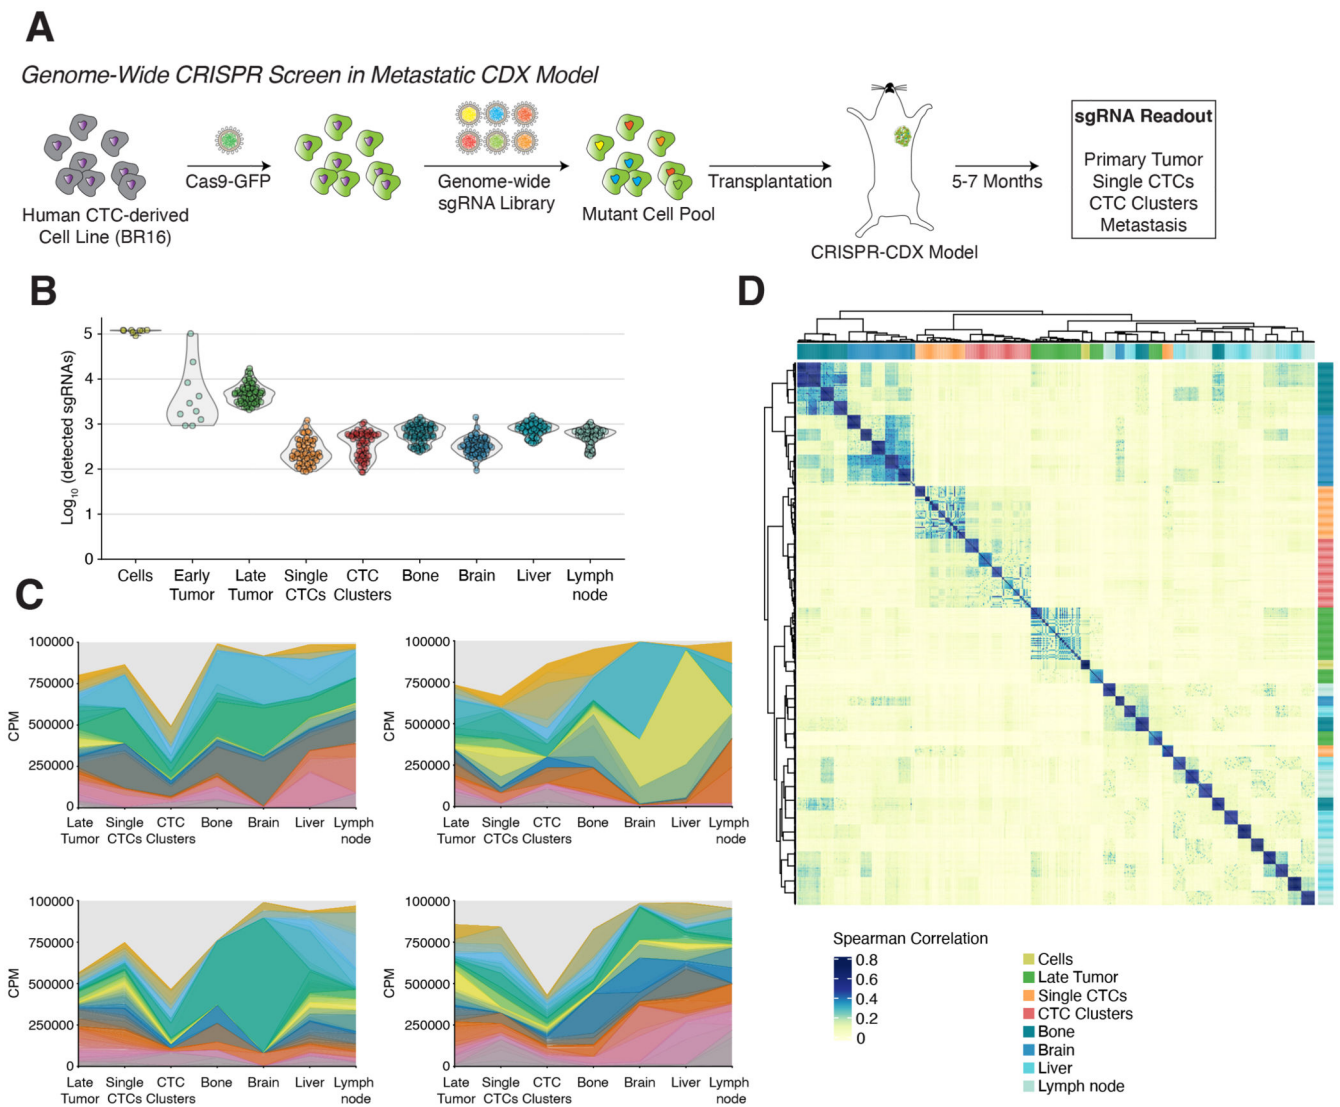 A
Genome-Wide CRISPR Screen in Metastatic CDX Model
Human CTC-derived
Cell Line (BR16)
Cas9-GFP
Genome-wide
sgRNA Library
Mutant Cell Pool
Transplantation
CRISPR-CDX Model
5-7 Months
sgRNA Readout
Primary Tumor
Single CTCs
CTC Clusters
Metastasis
B
Log10 (detected sgRNAs)
5
4
3
2
1
0
Cells
Early
Tumor
Late
Tumor
Single
CTCs
CTC
Clusters
Bone
Brain
Liver
Lymph
node
C
CPM
100000
750000
500000
250000
0
Late
Tumor
Single
CTCs
CTC
Clusters
Bone
Brain
Liver
Lymph
node
CPM
100000
750000
500000
250000
0
Late
Tumor
Single
CTCs
CTC
Clusters
Bone
Brain
Liver
Lymph
node
CPM
100000
750000
500000
250000
0
Late
Tumor
Single
CTCs
CTC
Clusters
Bone
Brain
Liver
Lymph
node
CPM
100000
750000
500000
250000
0
Late
Tumor
Single
CTCs
CTC
Clusters
Bone
Brain
Liver
Lymph
node
D
Spearman Correlation
0.8
0.6
0.4
0.2
0
Cells
Late Tumor
Single CTCs
CTC Clusters
Bone
Brain
Liver
Lymph node